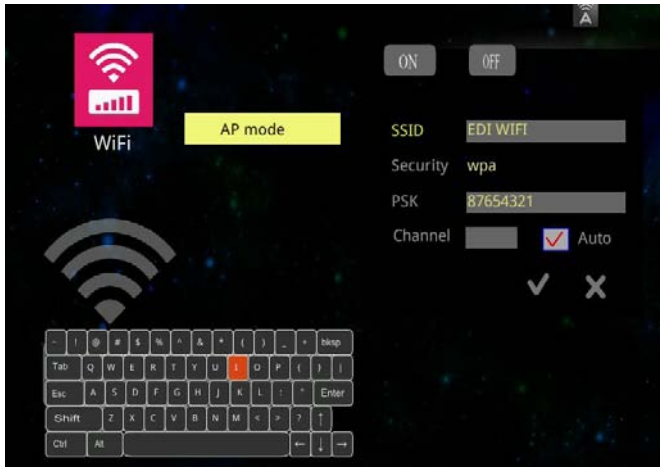 A
ON OFF
WiFi
AP mode
SSID EDI WIFI
Security wpa
PSK 87654321
Channel Auto
~ ! @ # $ % ^ & * ( ) _ + bksp
Tab Q W E R T Y U I O P { } |
Esc A S D F G H J K L : " Enter
Shift Z X C V B N M < > ? ↑
Ctrl Alt ← ↓ →